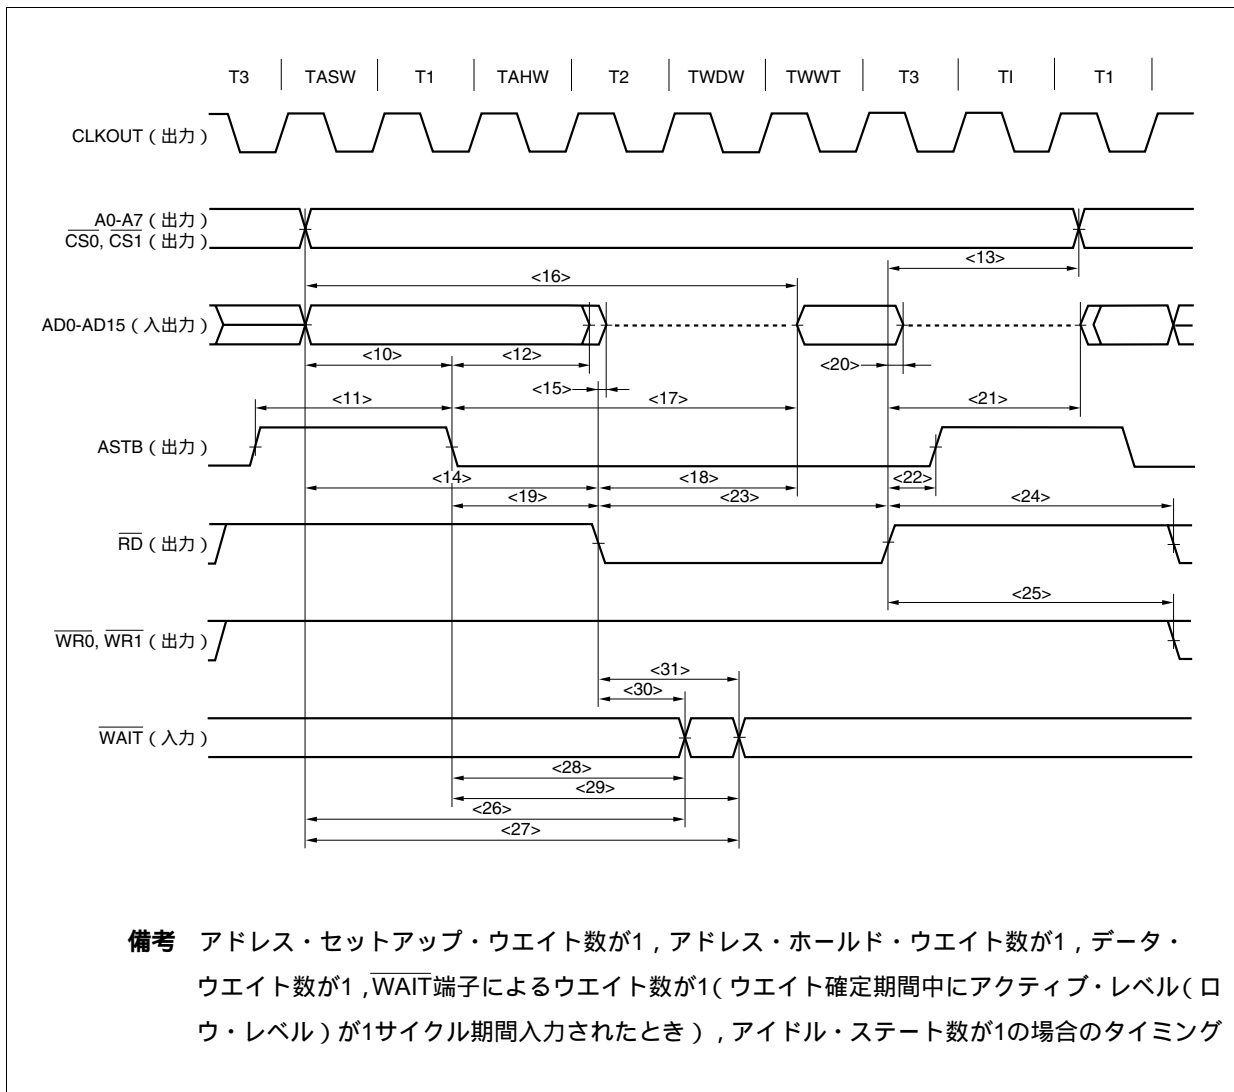 T3 TASW T1 TAHW T2 TWDW TWWT T3 TI T1
CLKOUT（出力）
A0-A7（出力）
CS0, CS1（出力）
<13>
<16>
AD0-AD15（入出力）
<10> <12>
<20>
<15>
<11> <17> <21>
ASTB（出力）
<14> <18> <22>
<19> <23> <24>
RD（出力）
<25>
WR0, WR1（出力）
<31>
<30>
WAIT（入力）
<28>
<29>
<26>
<27>
備考 アドレス・セットアップ・ウエイト数が1，アドレス・ホールド・ウエイト数が1，データ・
ウエイト数が1，WAIT端子によるウエイト数が1（ウエイト確定期間中にアクティブ・レベル（ロ
ウ・レベル）が1サイクル期間入力されたとき），アイドル・ステート数が1の場合のタイミング